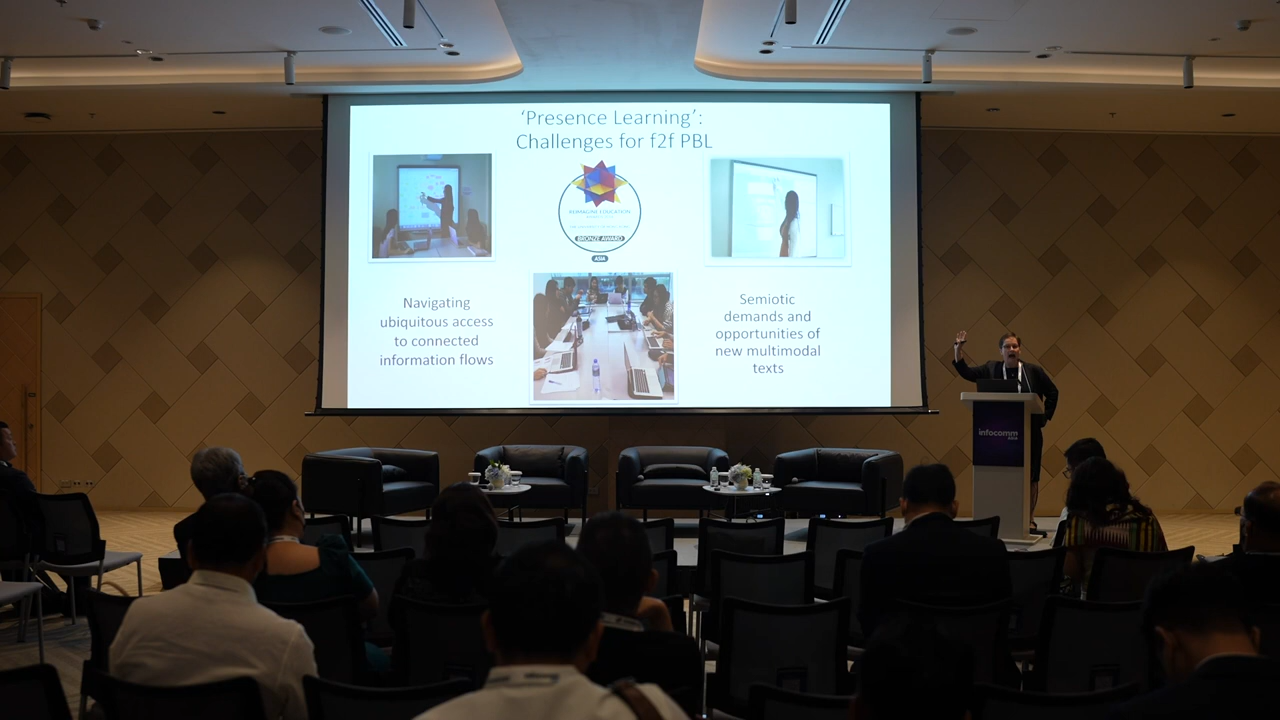 'Presence Learning':
Challenges for f2f PBL
REIMAGINE EDUCATION
BRONZE AWARD
ASIA
Navigating
ubiquitous access
to connected
information flows
Semiotic
demands and
opportunities of
new multimodal
texts
infocomm
ASIA